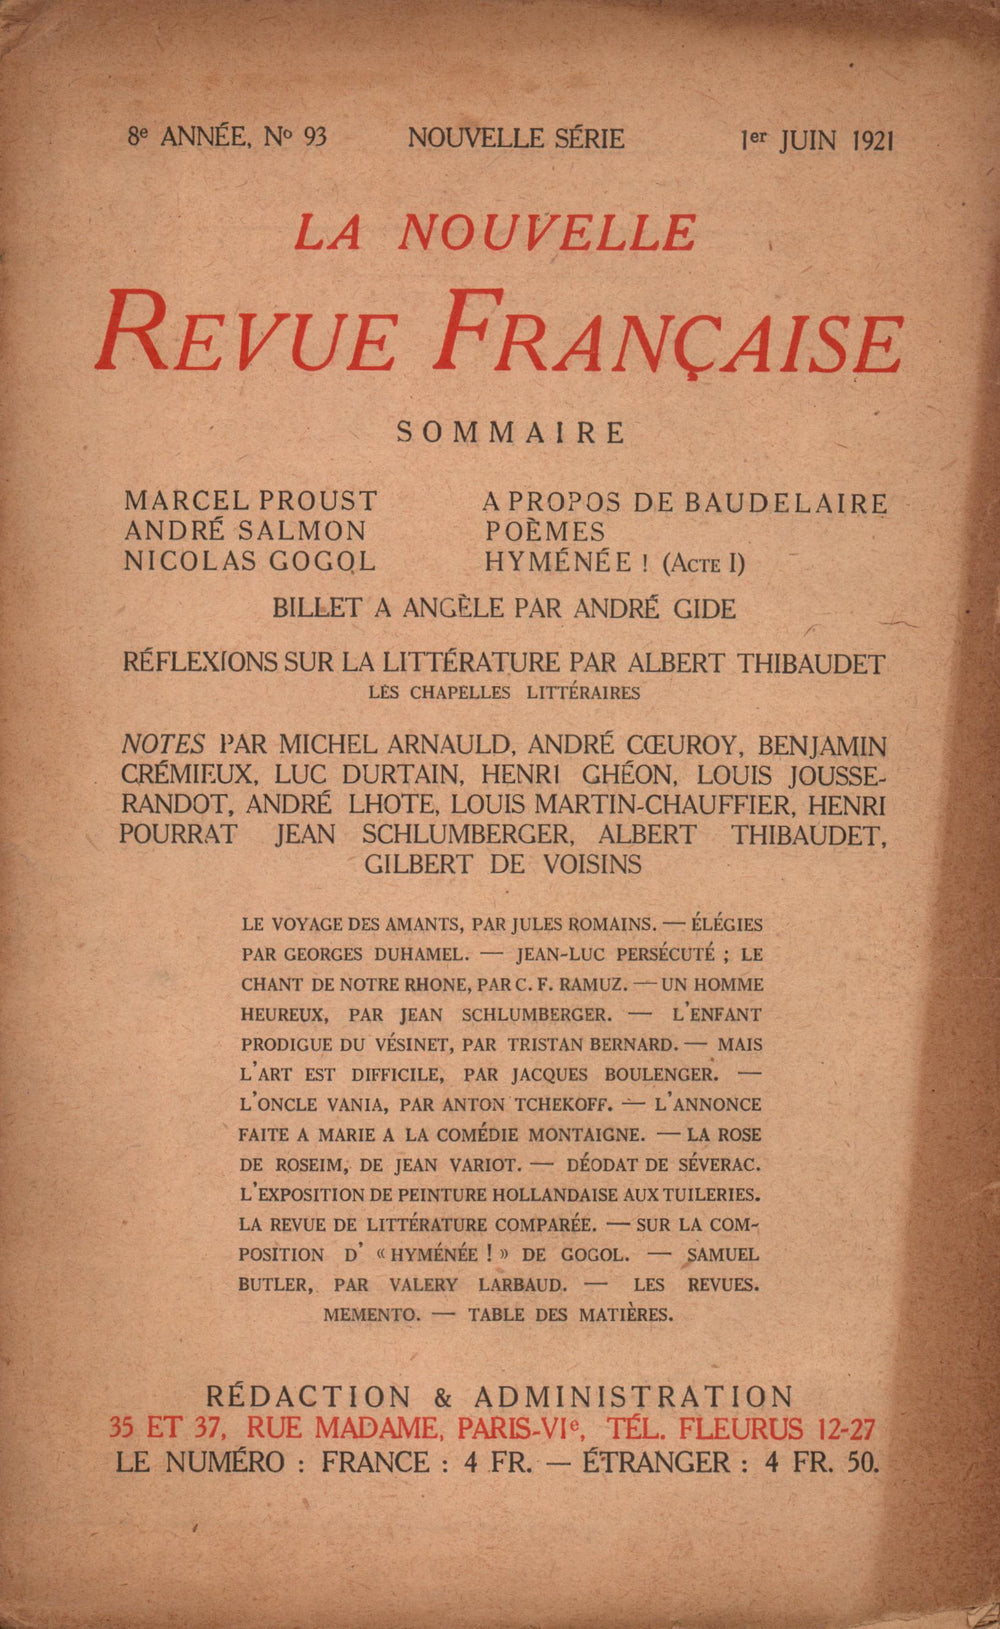 8e ANNÉE, No 93 NOUVELLE SÉRIE 1er JUIN 1921
LA NOUVELLE
REVUE FRANÇAISE
SOMMAIRE
MARCEL PROUST A PROPOS DE BAUDELAIRE
ANDRÉ SALMON POÈMES
NICOLAS GOGOL HYMÉNÉE ! (ACTE I)
BILLET A ANGÈLE PAR ANDRÉ GIDE
RÉFLEXIONS SUR LA LITTÉRATURE PAR ALBERT THIBAUDET
LES CHAPELLES LITTÉRAIRES
NOTES PAR MICHEL ARNAULD, ANDRÉ CŒUROY, BENJAMIN
CRÉMIEUX, LUC DURTAIN, HENRI GHÉON, LOUIS JOUSSE-
RANDOT, ANDRÉ LHOTE, LOUIS MARTIN-CHAUFFIER, HENRI
POURRAT JEAN SCHLUMBERGER, ALBERT THIBAUDET,
GILBERT DE VOISINS
LE VOYAGE DES AMANTS, PAR JULES ROMAINS. — ÉLÉGIES
PAR GEORGES DUHAMEL. — JEAN-LUC PERSÉCUTÉ ; LE
CHANT DE NOTRE RHONE, PAR C. F. RAMUZ. — UN HOMME
HEUREUX, PAR JEAN SCHLUMBERGER. — L'ENFANT
PRODIGUE DU VÉSINET, PAR TRISTAN BERNARD. — MAIS
L'ART EST DIFFICILE, PAR JACQUES BOULENGER. —
L'ONCLE VANIA, PAR ANTON TCHEKOFF. — L'ANNONCE
FAITE A MARIE A LA COMÉDIE MONTAIGNE. — LA ROSE
DE ROSEIM, DE JEAN VARIOT. — DÉODAT DE SÉVERAC.
L'EXPOSITION DE PEINTURE HOLLANDAISE AUX TUILERIES.
LA REVUE DE LITTÉRATURE COMPARÉE. — SUR LA COM-
POSITION D' « HYMÉNÉE ! » DE GOGOL. — SAMUEL
BUTLER, PAR VALERY LARBAUD. — LES REVUES.
MEMENTO. — TABLE DES MATIÈRES.
RÉDACTION & ADMINISTRATION
35 ET 37, RUE MADAME, PARIS-VIe, TÉL. FLEURUS 12-27
LE NUMÉRO : FRANCE : 4 FR. — ÉTRANGER : 4 FR. 50.